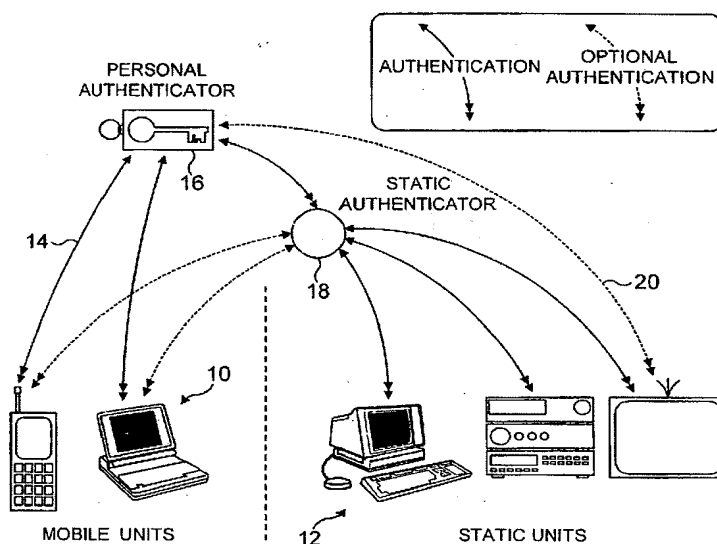 PERSONAL
AUTHENTICATOR
AUTHENTICATION
OPTIONAL
AUTHENTICATION
16
STATIC
AUTHENTICATOR
14
18
20
10
12
MOBILE UNITS
STATIC UNITS